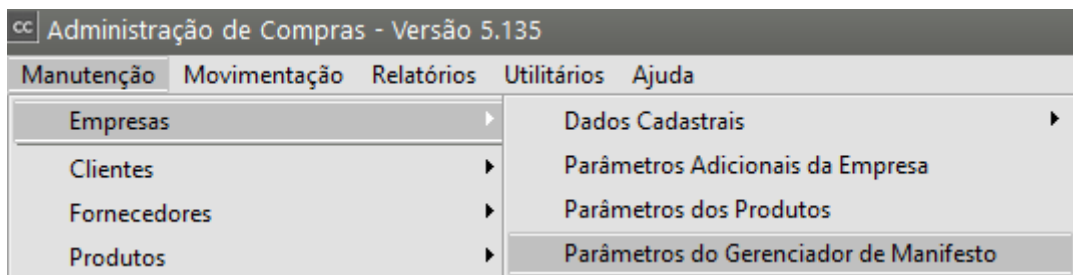 cc Administração de Compras - Versão 5.135
Manutenção Movimentação Relatórios Utilitários Ajuda
Empresas Dados Cadastrais
Clientes Parâmetros Adicionais da Empresa
Fornecedores Parâmetros dos Produtos
Produtos Parâmetros do Gerenciador de Manifesto